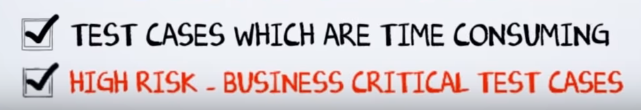 TEST CASES WHICH ARE TIME CONSUMING
HIGH RISK - BUSINESS CRITICAL TEST CASES